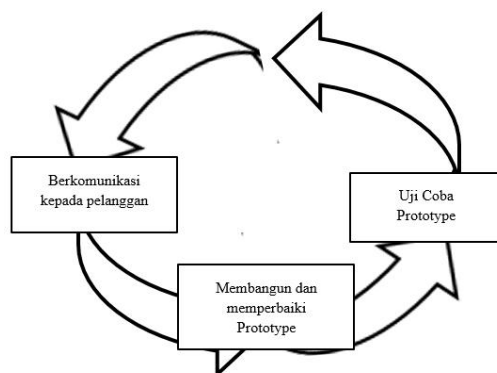 Berkomunikasi
kepada pelanggan
Membangun dan
memperbaiki
Prototype
Uji Coba
Prototype